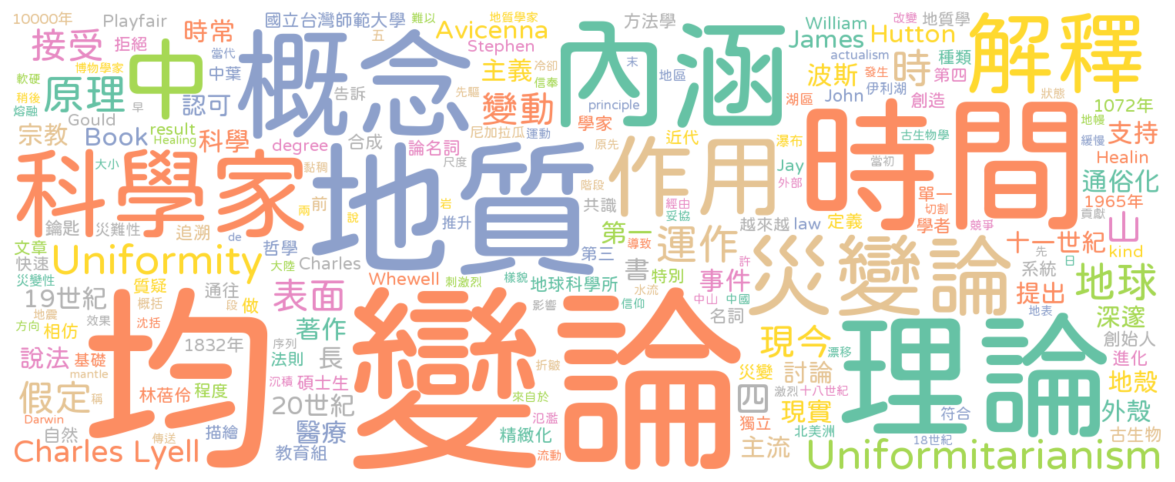 10000年 Playfair 國立台灣師範大學 難以 地質學家 方法學 William 改變 地質學
接受 拒絕 時常 當代 五 Avicenna Stephen James Hutton 解釋
博物學家 中 中葉 概念 告訴 先驅 冷卻 信奉 主義 末 地區 內涵 actualism 波斯 時 種類 第四
軟硬 稍後 熔融 原理 早 認可 變動 principle 學家 湖區 John 發生 伊利湖 創造 狀態
Gould result Healing 科學 尼加拉瓜 運動 近代 瀑布 古生物學 1072年 地幔 支持 緩慢
宗教 Book degree 合成 論名詞 尺度 原先 作用 Jay 當初 時間 Healin
科學家 大小 黏稠 地質 階段 外部 單一 通俗化
鑰匙 災難性 追溯 前 兩 說 岩 推升 共識 經由 妥協 越來越 law 定義 學者 切割 競爭 1965年 貢獻
文章 快速 Uniformity de 哲學 大陸 Charles 第三 第一 導致 運作 十一世紀 山
災變性 質疑 概括 通往 段 做 Whewell 樣貌 刺激烈 地球科學所 書 特別 事件 許 災變論 系統 先 日 kind
19世紀 地震 沈括 表面 影響 信仰 水流 中山 中國 名詞 提出 地表 地球
方向 效果 相仿 1832年 著作 均變論 深邃 創始人
說法 基礎 序列 法則 長 現今 漂移 理論 進化
mantle 林蓓伶 程度 沉積 碩士生 折皺 災變 討論 地殼
假定 稱 20世紀 來自於 四 激烈 十八世紀 現實 符合 外殼
自然 Darwin 描繪 醫療 氾濫 精緻化 獨立 北美洲 古生物
Charles Lyell 傳送 教育組 流動 主流 18世紀 Uniformitarianism